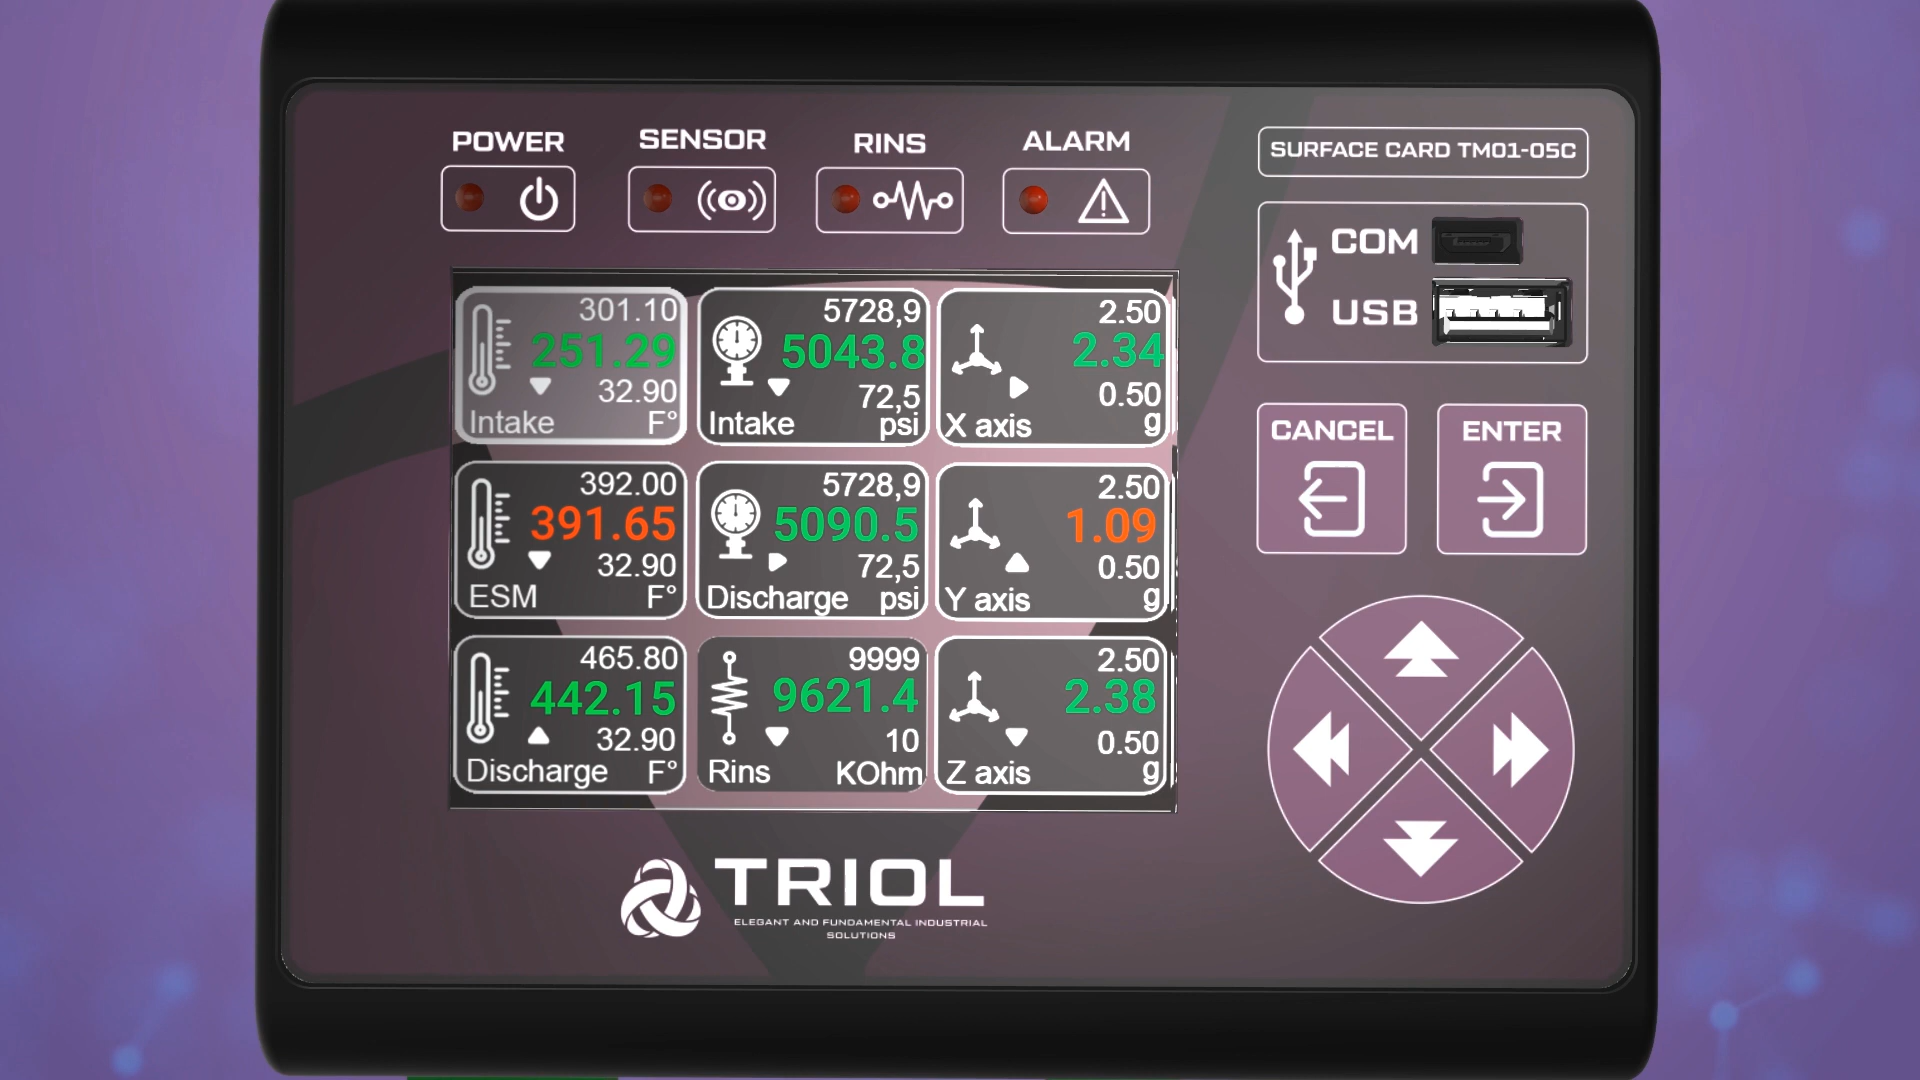 POWER
SENSOR
RINS
ALARM
SURFACE CARD TM01-05C
COM
USB
301.10
251.29
32.90
Intake F°
5728,9
5043.8
72,5
Intake psi
2.50
2.34
0.50
X axis g
CANCEL
ENTER
392.00
391.65
32.90
ESM F°
5728,9
5090.5
72,5
Discharge psi
2.50
1.09
0.50
Y axis g
465.80
442.15
32.90
Discharge F°
9999
9621.4
10
Rins KOhm
2.50
2.38
0.50
Z axis g
TRIOL
ELEGANT AND FUNDAMENTAL INDUSTRIAL
SOLUTIONS